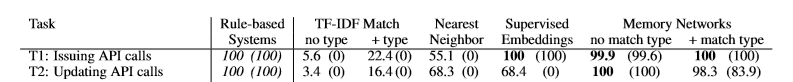 Task Rule-based TF-IDF Match Nearest Supervised Memory Networks
Systems no type + type Neighbor Embeddings no match type + match type
T1: Issuing API calls 100 (100) 5.6 (0) 22.4 (0) 55.1 (0) 100 (100) 99.9 (99.6) 100 (100)
T2: Updating API calls 100 (100) 3.4 (0) 16.4 (0) 68.3 (0) 68.4 (0) 100 (100) 98.3 (83.9)